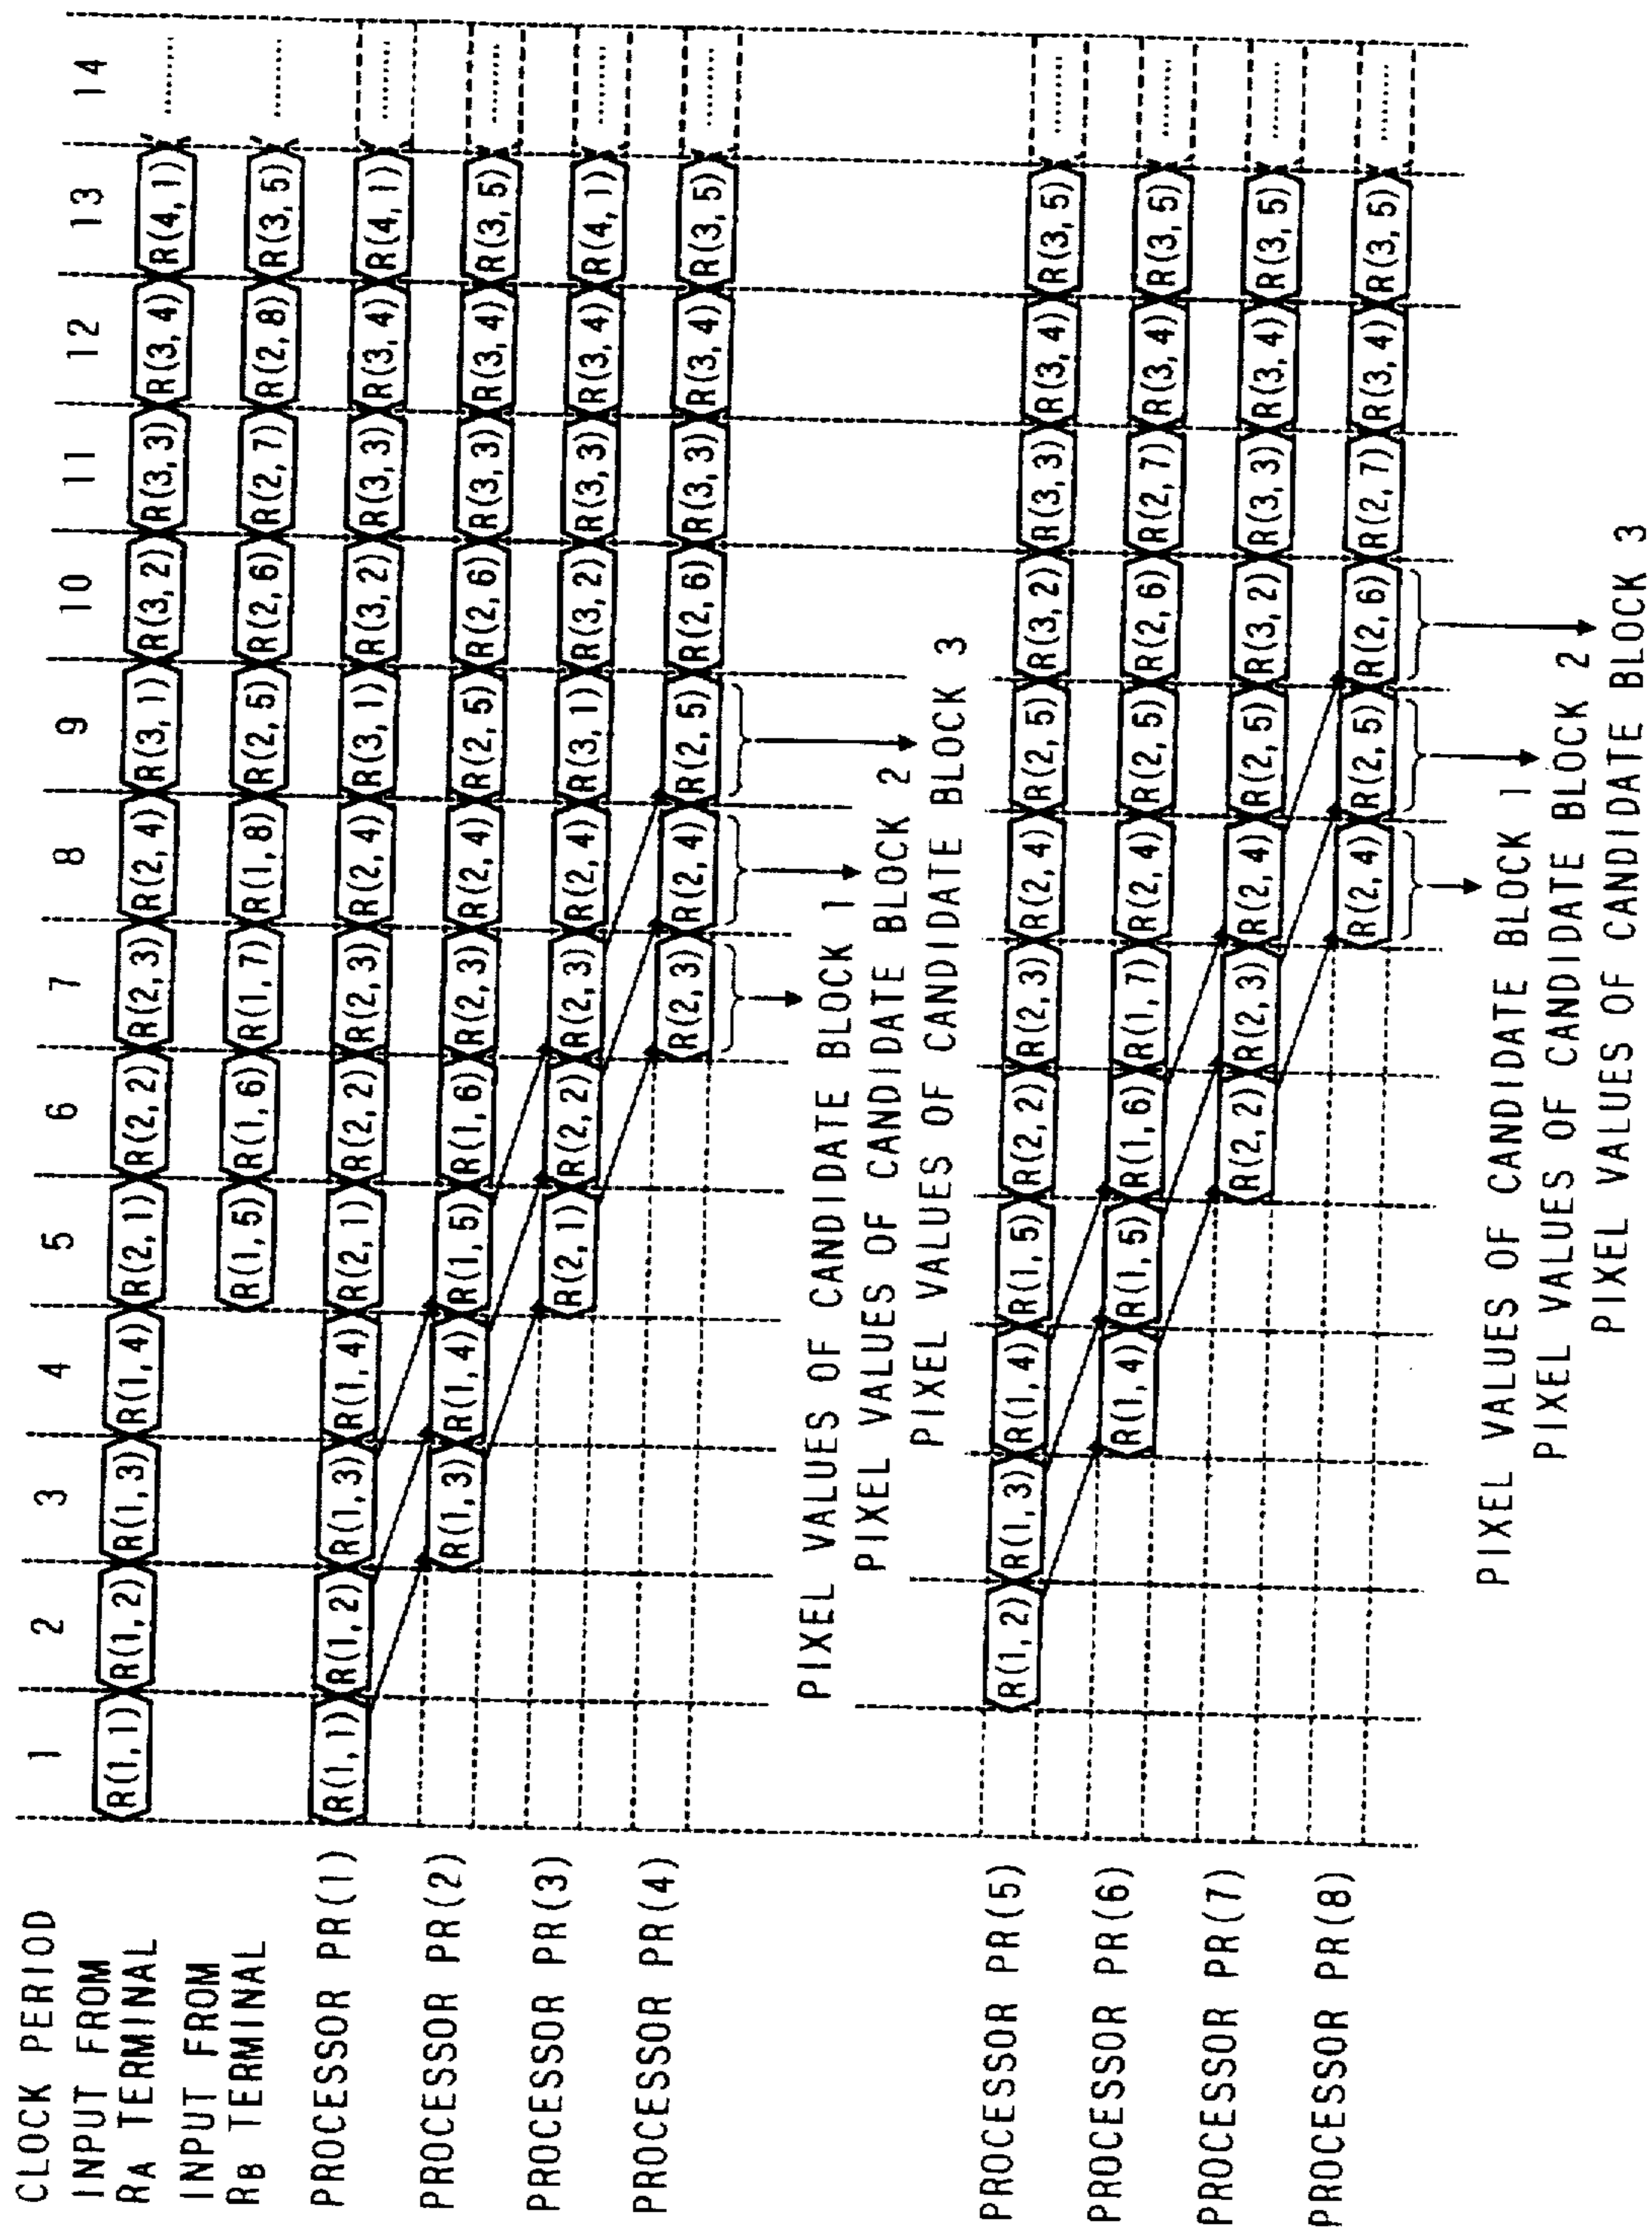 CLOCK PERIOD 1 2 3 4 5 6 7 8 9 10 11 12 13 14
INPUT FROM
RA TERMINAL R(1,1) R(1,2) R(1,3) R(1,4) R(2,1) R(2,2) R(2,3) R(2,4) R(3,1) R(3,2) R(3,3) R(3,4) R(4,1) ........
INPUT FROM
RB TERMINAL R(1,5) R(1,6) R(1,7) R(1,8) R(2,5) R(2,6) R(2,7) R(2,8) R(3,5) ........
PROCESSOR PR(1) R(1,1) R(1,2) R(1,3) R(1,4) R(2,1) R(2,2) R(2,3) R(2,4) R(3,1) R(3,2) R(3,3) R(3,4) R(4,1) ........
PROCESSOR PR(2) R(1,3) R(1,4) R(1,5) R(1,6) R(2,3) R(2,4) R(2,5) R(2,6) R(3,3) R(3,4) R(3,5) ........
PROCESSOR PR(3) R(2,1) R(2,2) R(2,3) R(2,4) R(3,1) R(3,2) R(3,3) R(3,4) R(4,1) ........
PROCESSOR PR(4) R(2,3) R(2,4) R(2,5) R(2,6) R(3,3) R(3,4) R(3,5) ........
PIXEL VALUES OF CANDIDATE BLOCK 1
PIXEL VALUES OF CANDIDATE BLOCK 2
PIXEL VALUES OF CANDIDATE BLOCK 3
PROCESSOR PR(5) R(1,2) R(1,3) R(1,4) R(1,5) R(2,2) R(2,3) R(2,4) R(2,5) R(3,2) R(3,3) R(3,4) R(3,5) ........
PROCESSOR PR(6) R(1,4) R(1,5) R(1,6) R(1,7) R(2,4) R(2,5) R(2,6) R(2,7) R(3,4) R(3,5) ........
PROCESSOR PR(7) R(2,2) R(2,3) R(2,4) R(2,5) R(3,2) R(3,3) R(3,4) R(3,5) ........
PROCESSOR PR(8) R(2,4) R(2,5) R(2,6) R(2,7) R(3,4) R(3,5) ........
PIXEL VALUES OF CANDIDATE BLOCK 1
PIXEL VALUES OF CANDIDATE BLOCK 2
PIXEL VALUES OF CANDIDATE BLOCK 3